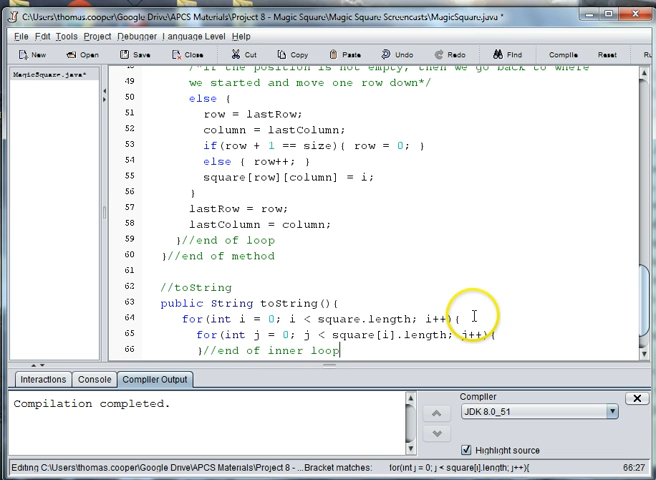 C:\Users\thomas.cooper\Google Drive\APCS Materials\Project 8 - Magic Square\Magic Square Screencasts\MagicSquare.java *
File Edit Tools Project Debugger Language Level Help
New Open Save Close Cut Copy Paste Undo Redo Find Compile Reset Ru
MagicSquare.java*
48 /*if the position is not empty, then we go back to where
49 we started and move one row down*/
50 else {
51 row = lastRow;
52 column = lastColumn;
53 if(row + 1 == size){ row = 0; }
54 else { row++; }
55 square[row][column] = i;
56 }
57 lastRow = row;
58 lastColumn = column;
59 }//end of loop
60 }//end of method
61
62 //toString
63 public String toString(){
64 for(int i = 0; i < square.length; i++){
65 for(int j = 0; j < square[i].length; j++){
66 }//end of inner loop
Interactions Console Compiler Output
Compilation completed.
Compiler
JDK 8.0_51
Highlight source
Editing C:\Users\thomas.cooper\Google Drive\APCS Materials\Project 8 - Bracket matches: for(int j = 0; j < square[i].length; j++){ 66:27